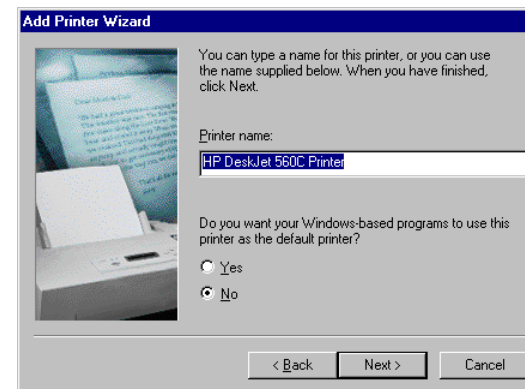 Add Printer Wizard
You can type a name for this printer, or you can use
the name supplied below. When you have finished,
click Next.
Printer name:
HP DeskJet 560C Printer
Do you want your Windows-based programs to use this
printer as the default printer?
Yes
No
< Back
Next >
Cancel